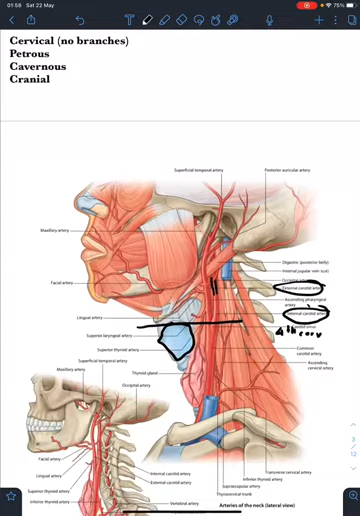 01:58 Sat 22 May
75%
Cervical (no branches)
Petrous
Cavernous
Cranial
Superficial temporal artery
Posterior auricular artery
Maxillary artery
Digastric (posterior belly)
Internal jugular vein (cut)
Occipital artery
Facial artery
External carotid artery
Ascending pharyngeal
artery
Internal carotid artery
Lingual artery
Carotid sinus
4th cerv
Superior laryngeal artery
Superior thyroid artery
Common
carotid artery
Ascending
cervical artery
Thyroid gland
Superficial temporal artery
Maxillary artery
Occipital artery
Facial artery
Lingual artery
Superior thyroid artery
Inferior thyroid artery
Internal carotid artery
External carotid artery
Vertebral artery
Transverse cervical artery
Inferior thyroid artery
Suprascapular artery
Thyrocervical trunk
Arteries of the neck (lateral view)
3
/
12